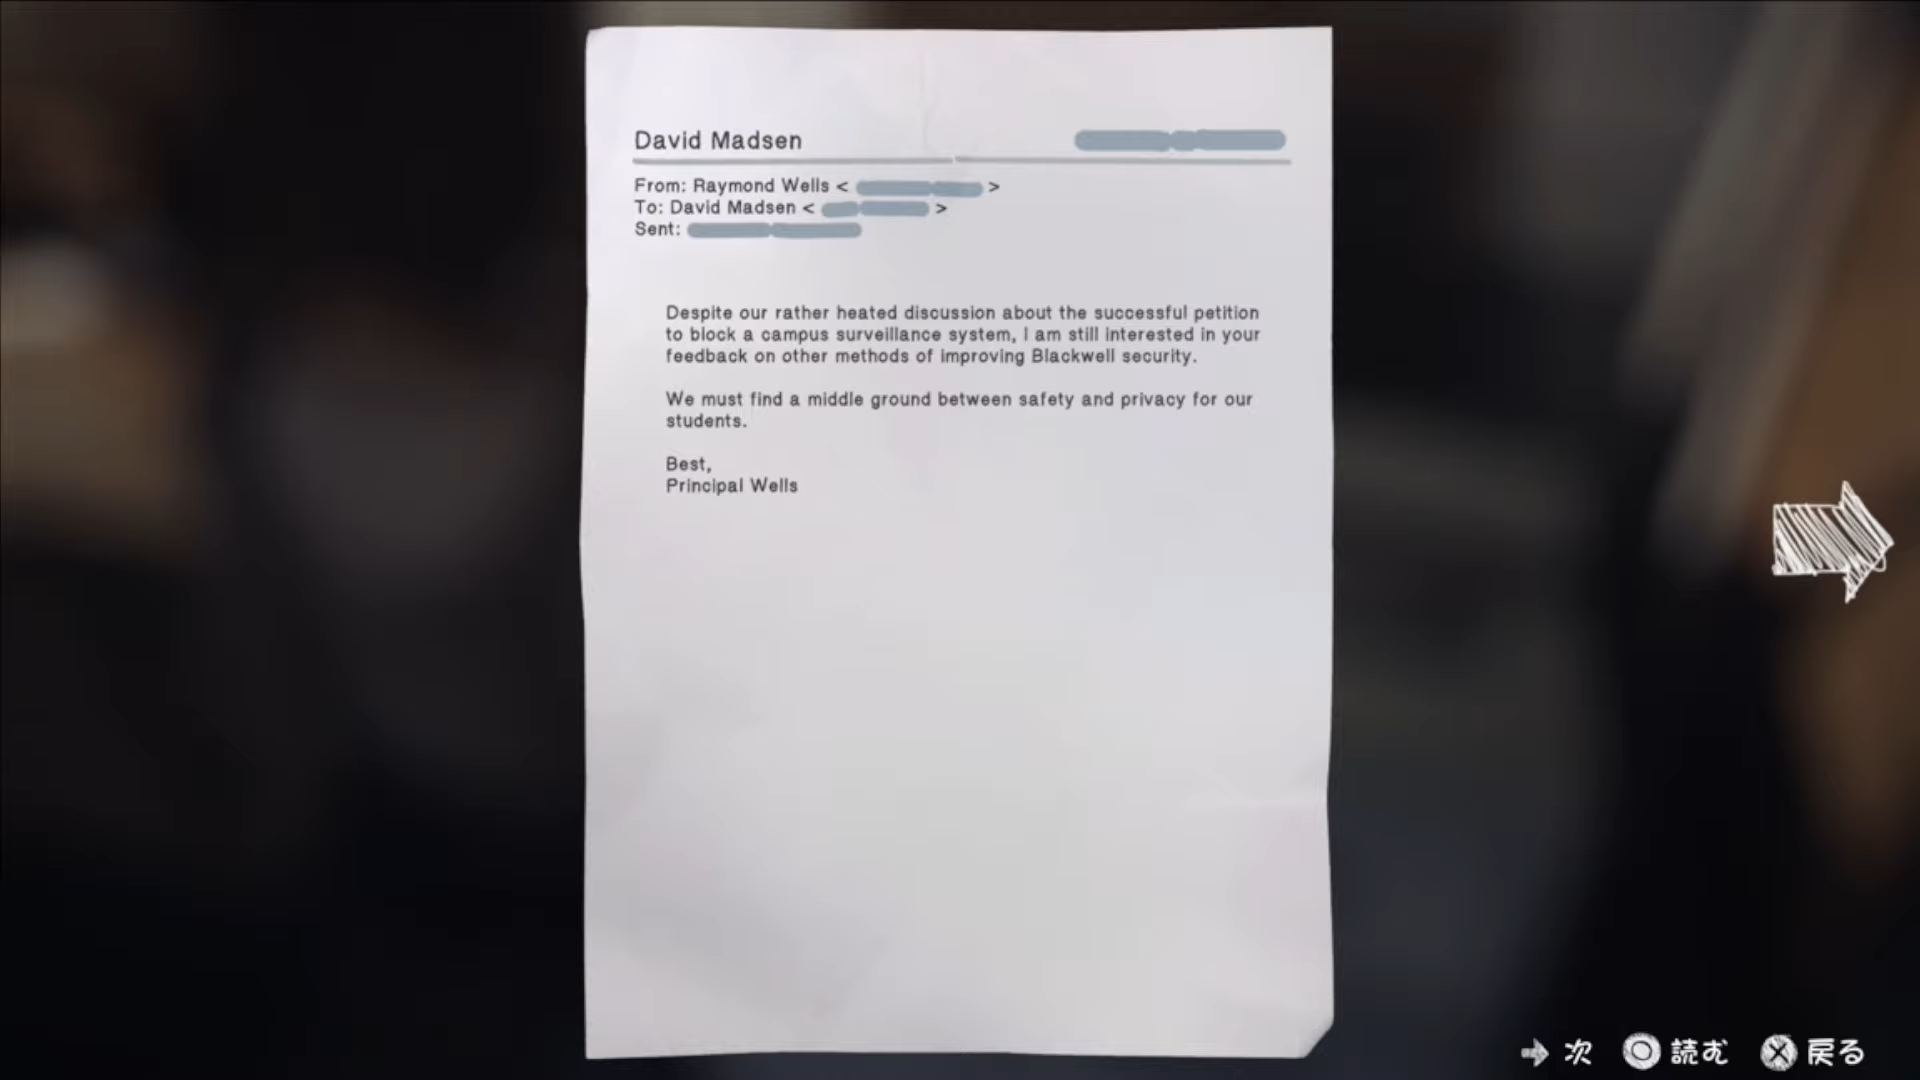 David Madsen
From: Raymond Wells < >
To: David Madsen < >
Sent:
Despite our rather heated discussion about the successful petition
to block a campus surveillance system, I am still interested in your
feedback on other methods of improving Blackwell security.
We must find a middle ground between safety and privacy for our
students.
Best,
Principal Wells
次 読む 戻る